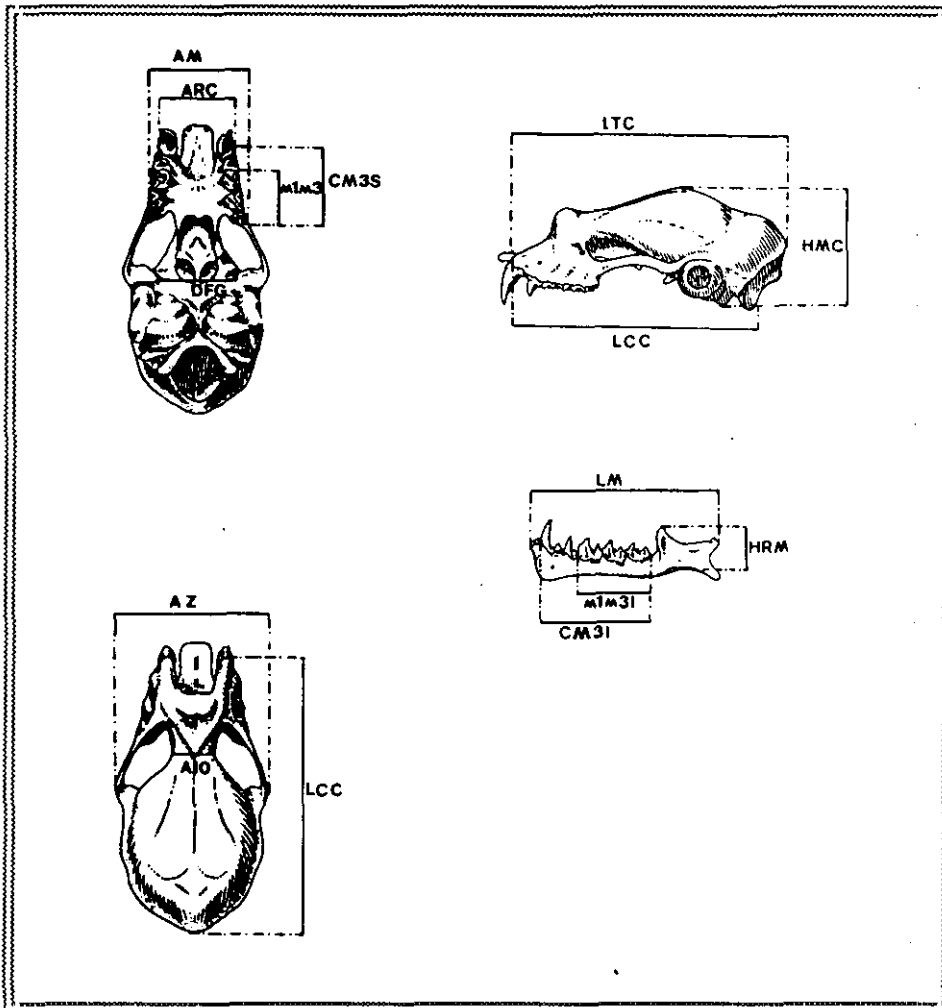 AM
ARC
CM3S
M1M3
DFG
LTC
HMC
LCC
LM
HRM
M1M3I
CM3I
AZ
AIO
LCC